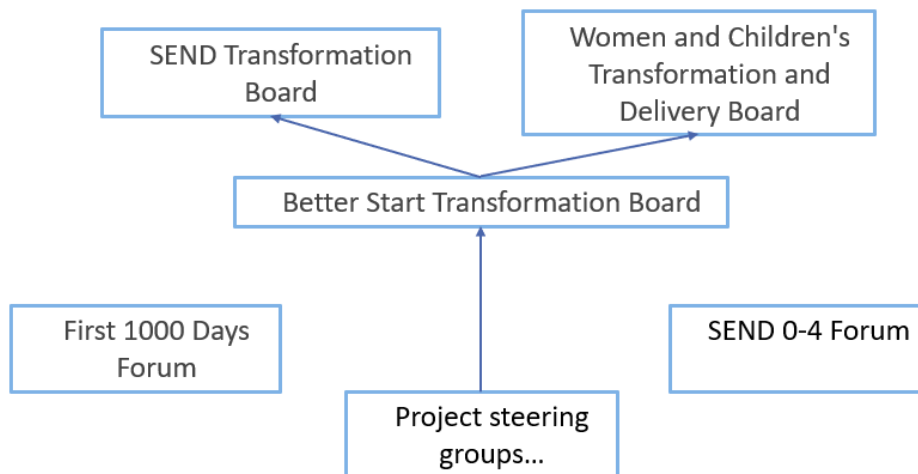 SEND Transformation
Board
Women and Children's
Transformation and
Delivery Board
Better Start Transformation Board
First 1000 Days
Forum
SEND 0-4 Forum
Project steering
groups…